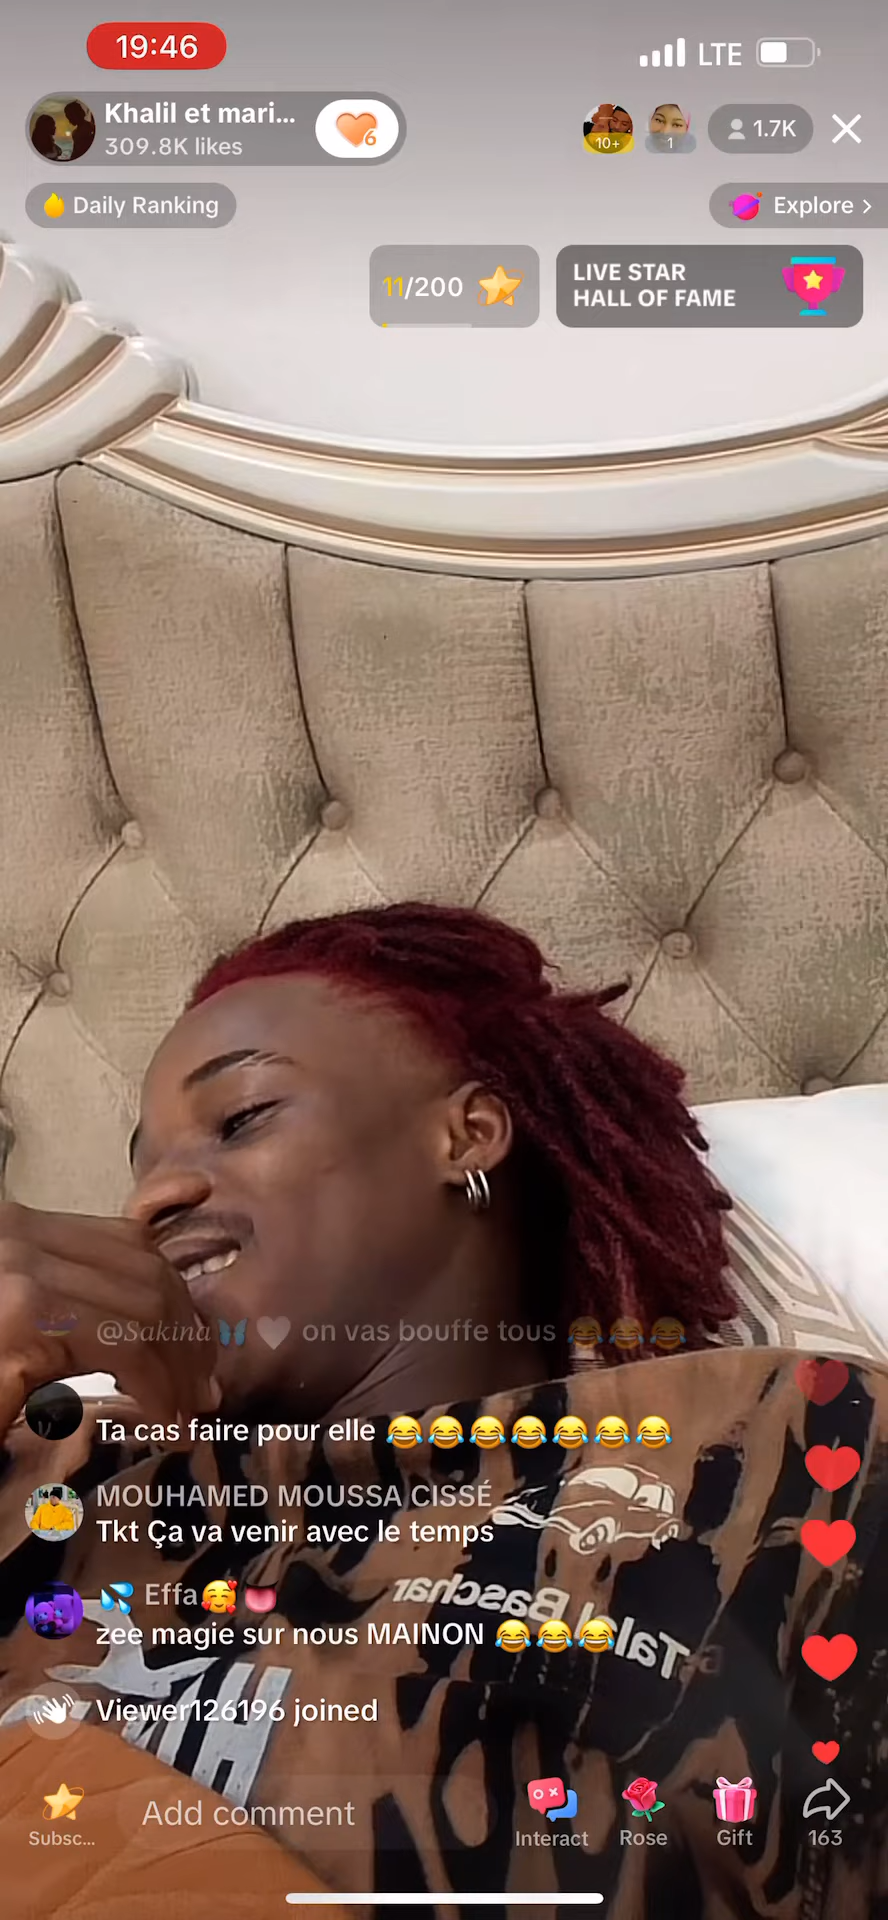 19:46
LTE
Khalil et mari...
309.8K likes
6
10+
1
1.7K
Daily Ranking
Explore >
11/200
LIVE STAR
HALL OF FAME
@Sakina🦋🤍 on vas bouffe tous 😂😂😂
Ta cas faire pour elle 😂😂😂😂😂😂😂
MOUHAMED MOUSSA CISSÉ
Tkt Ça va venir avec le temps
💦 Effa🥰👅
zee magie sur nous MAINON 😂😂😂
Viewer126196 joined
Subsc...
Add comment
Interact
Rose
Gift
163